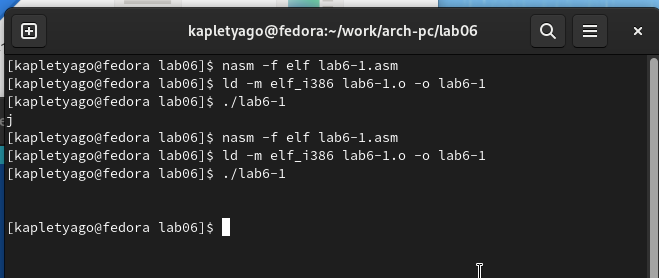 kapletyago@fedora:~/work/arch-pc/lab06
[kapletyago@fedora lab06]$ nasm -f elf lab6-1.asm
[kapletyago@fedora lab06]$ ld -m elf_i386 lab6-1.o -o lab6-1
[kapletyago@fedora lab06]$ ./lab6-1
j
[kapletyago@fedora lab06]$ nasm -f elf lab6-1.asm
[kapletyago@fedora lab06]$ ld -m elf_i386 lab6-1.o -o lab6-1
[kapletyago@fedora lab06]$ ./lab6-1
[kapletyago@fedora lab06]$